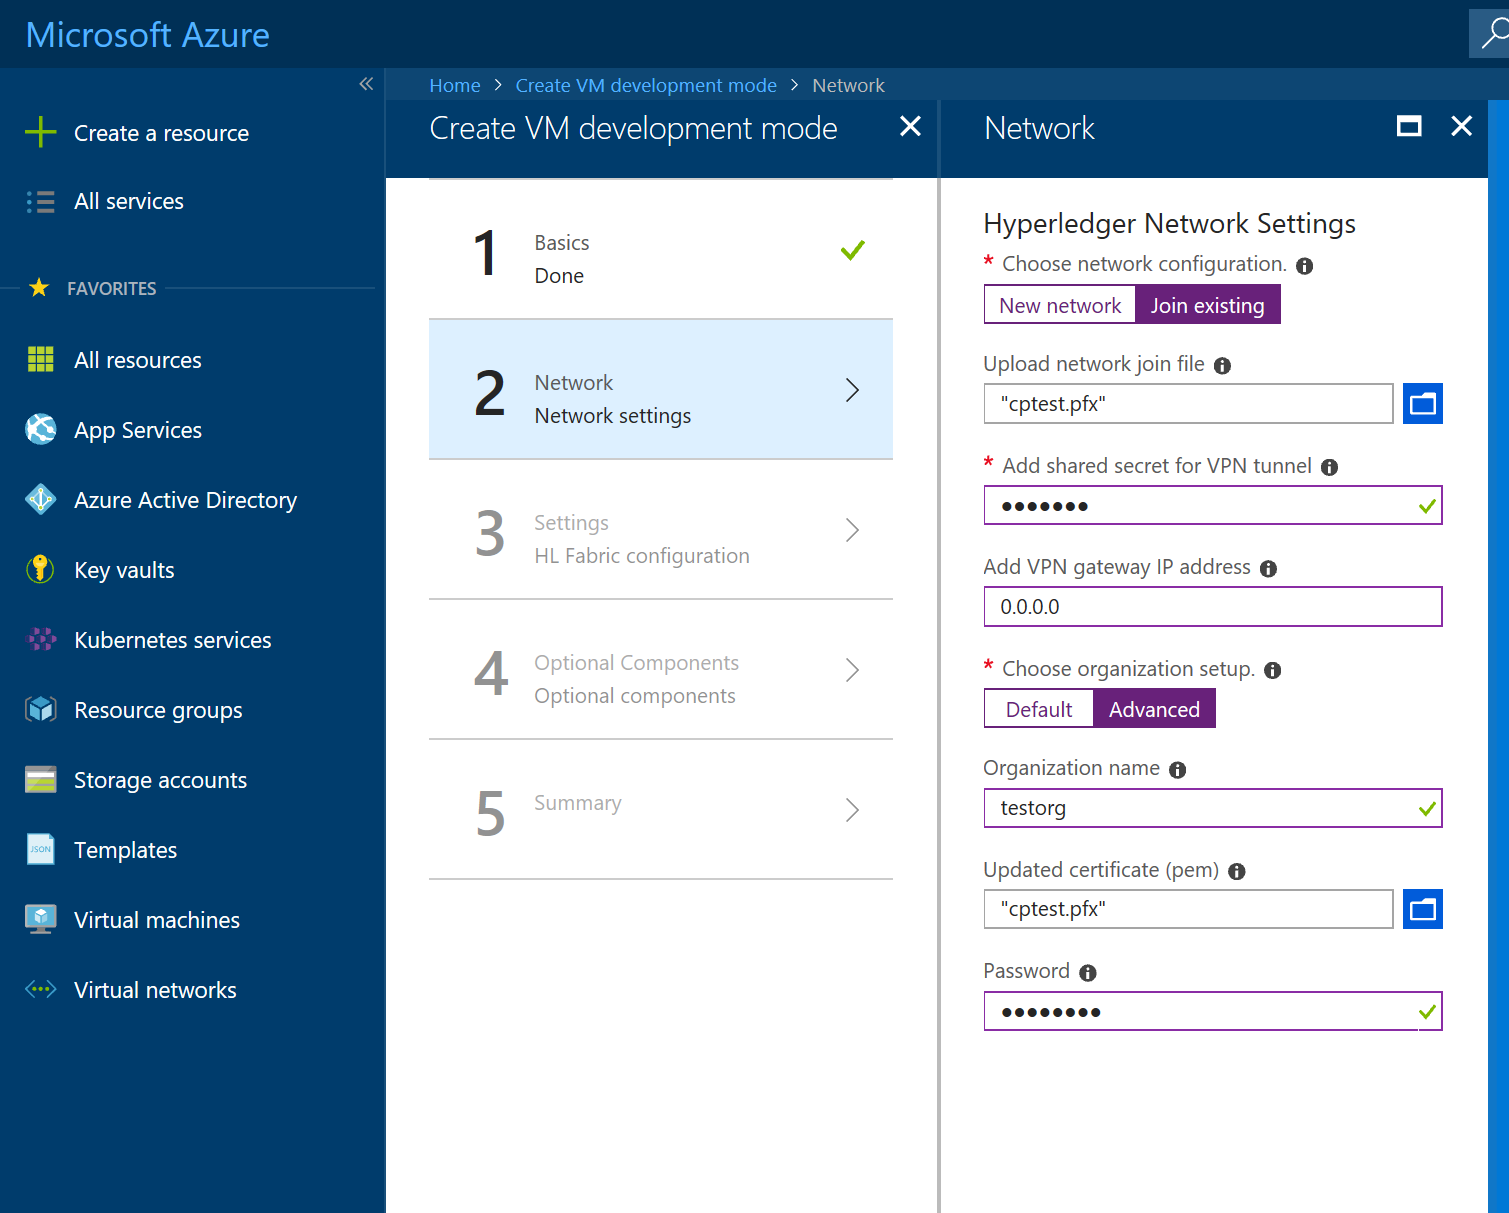 Microsoft Azure
Create a resource
All services
FAVORITES
All resources
App Services
Azure Active Directory
Key vaults
Kubernetes services
Resource groups
Storage accounts
JSON
Templates
Virtual machines
Virtual networks
Home > Create VM development mode > Network
Create VM development mode
1
Basics
Done
2
Network
Network settings
3
Settings
HL Fabric configuration
4
Optional Components
Optional components
5
Summary
Network
Hyperledger Network Settings
* Choose network configuration.
New network
Join existing
Upload network join file
"cptest.pfx"
* Add shared secret for VPN tunnel
•••••••
Add VPN gateway IP address
0.0.0.0
* Choose organization setup.
Default
Advanced
Organization name
testorg
Updated certificate (pem)
"cptest.pfx"
Password
••••••••